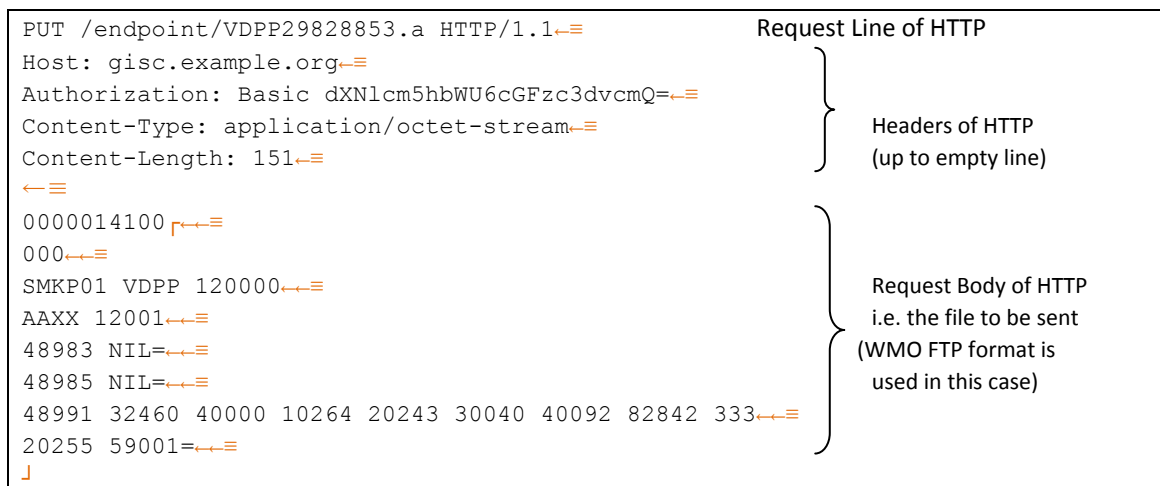 PUT /endpoint/VDPP29828853.a HTTP/1.1←≡ Request Line of HTTP
Host: gisc.example.org←≡
Authorization: Basic dXNlcm5hbWU6cGFzc3dvcmQ=←≡
Content-Type: application/octet-stream←≡ Headers of HTTP
Content-Length: 151←≡ (up to empty line)
←≡
0000014100┌←←≡
000←←≡
SMKP01 VDPP 120000←←≡ Request Body of HTTP
AAXX 12001←←≡ i.e. the file to be sent
48983 NIL=←←≡ (WMO FTP format is
48985 NIL=←←≡ used in this case)
48991 32460 40000 10264 20243 30040 40092 82842 333←←≡
20255 59001=←←≡
┘